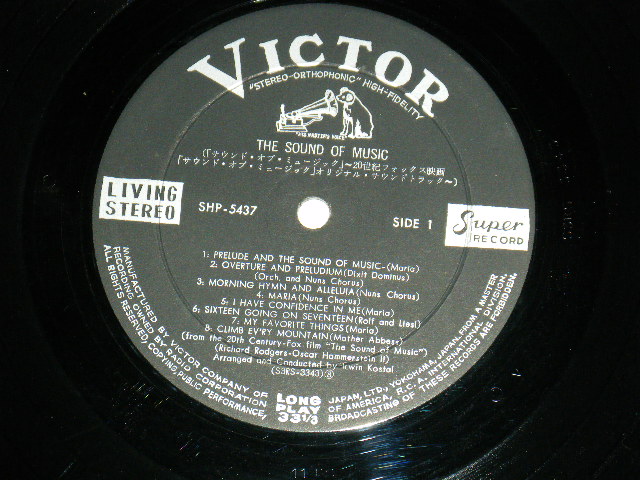 VICTOR
"STEREO-ORTHOPHONIC" HIGH-FIDELITY
"HIS MASTER'S VOICE"
THE SOUND OF MUSIC
(「サウンド・オブ・ミュージック」〜20世紀フォックス映画
「サウンド・オブ・ミュージック」オリジナル・サウンドトラック〜)
LIVING
STEREO
SHP-5437
SIDE 1
Super
RECORD
1: PRELUDE AND THE SOUND OF MUSIC-(Maria)
2: OVERTURE AND PRELUDIUM(Dixit Dominus)
(Orch. and Nuns Chorus)
3: MORNING HYMN AND ALLELUIA(Nuns Chorus)
4: MARIA(Nuns Chorus)
5: I HAVE CONFIDENCE IN ME(Maria)
6: SIXTEEN GOING ON SEVENTEEN(Rolf and Liesl)
7: MY FAVORITE THINGS(Maria)
8: CLIMB EV'RY MOUNTAIN(Mother Abbess)
(From the 20th Century-Fox film "The Sound of Music")
(Richard Rodgers-Oscar Hammerstein II)
Arranged and Conducted by Irwin Kostal
LONG
PLAY
33 1/3
MANUFACTURED BY VICTOR COMPANY OF JAPAN, LTD., YOKOHAMA, JAPAN, FROM A MASTER
RECORDING OWNED BY RADIO CORPORATION OF AMERICA, R.C.A. INTERNATIONAL DIVISION.
ALL RIGHTS RESERVED, COPYING, PUBLIC PERFORMANCE, BROADCASTING OF THESE RECORDS ARE FORBIDDEN.